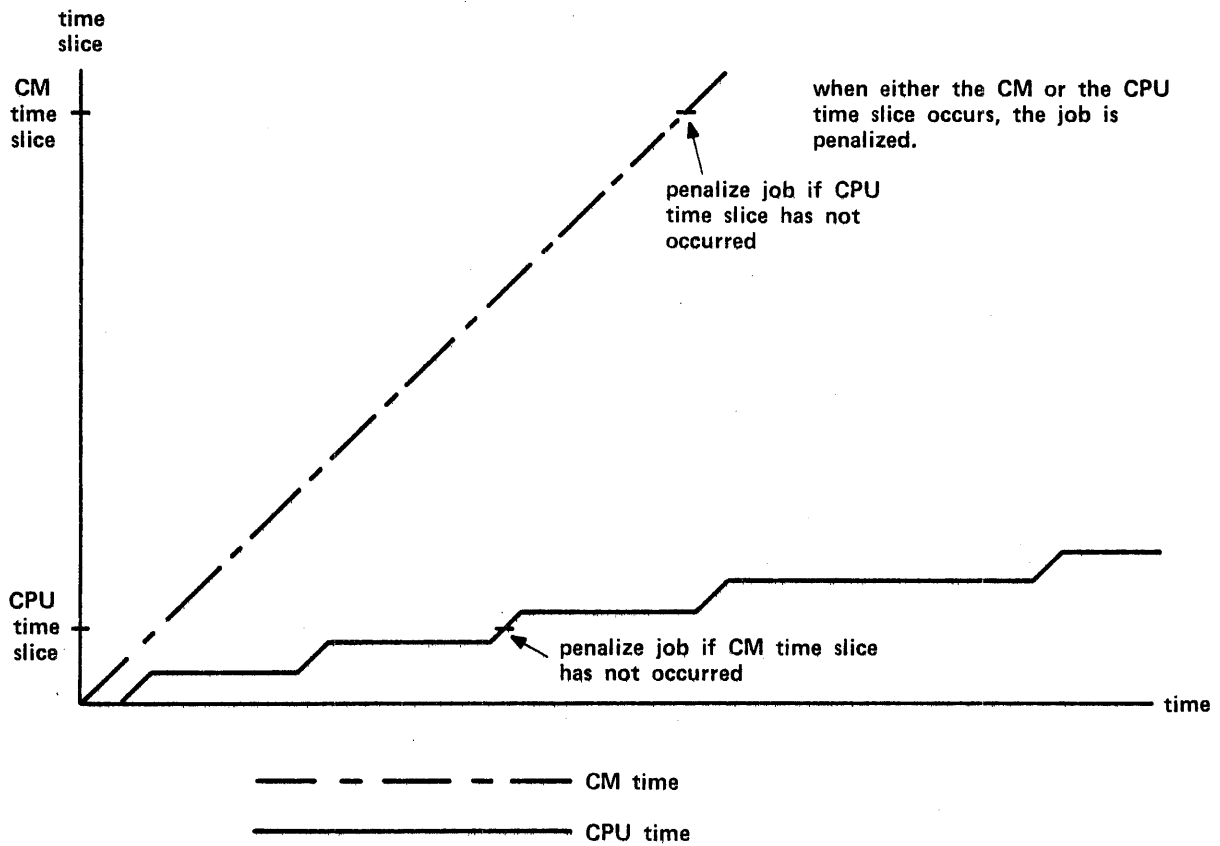 time
slice
CM
time
slice
when either the CM or the CPU
time slice occurs, the job is
penalized.
penalize job if CPU
time slice has not
occurred
CPU
time
slice
penalize job if CM time slice
has not occurred
time
CM time
CPU time